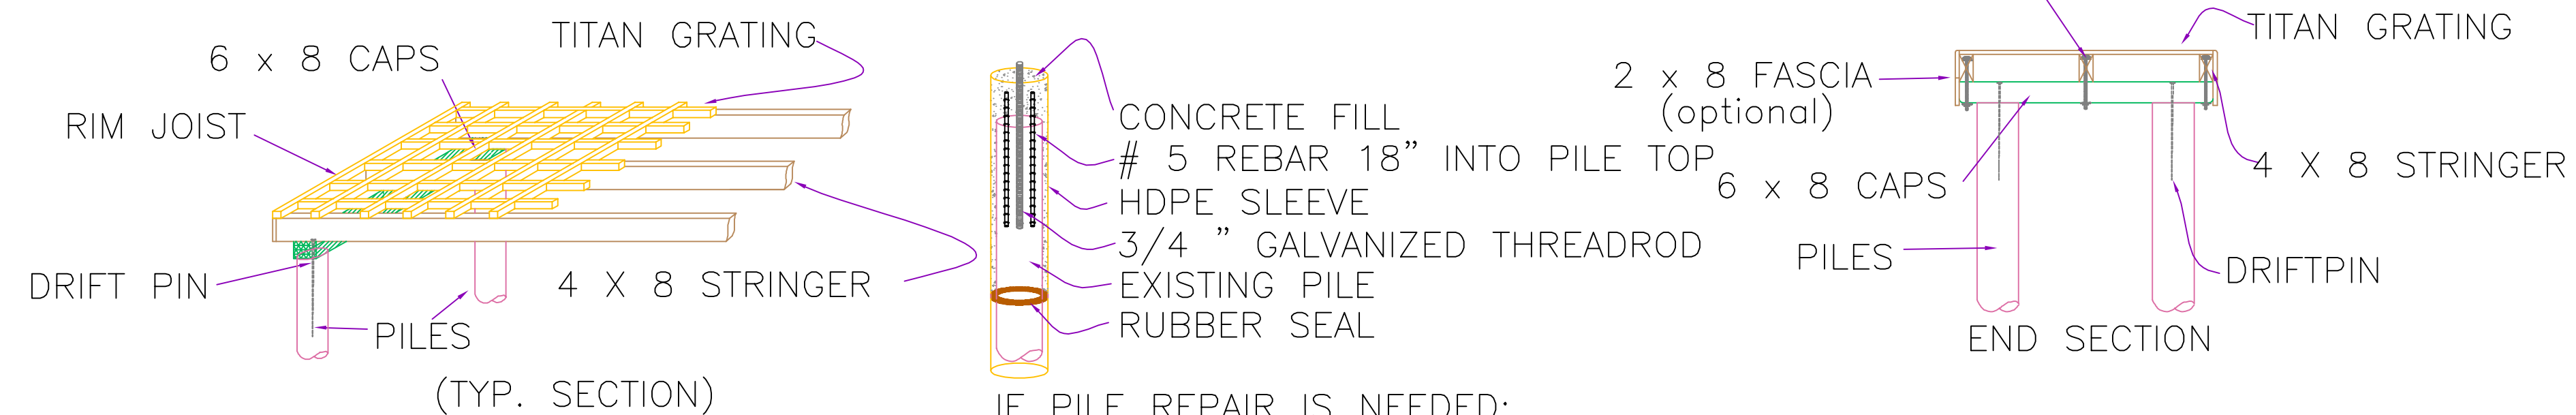 TITAN GRATING
6 x 8 CAPS
RIM JOIST
DRIFT PIN
4 X 8 STRINGER
PILES
(TYP. SECTION)
CONCRETE FILL
# 5 REBAR 18” INTO PILE TOP
HDPE SLEEVE
3/4 ” GALVANIZED THREADROD
EXISTING PILE
RUBBER SEAL
IF PILE REPAIR IS NEEDED:
TITAN GRATING
2 x 8 FASCIA
(optional)
6 x 8 CAPS
4 X 8 STRINGER
PILES
DRIFTPIN
END SECTION